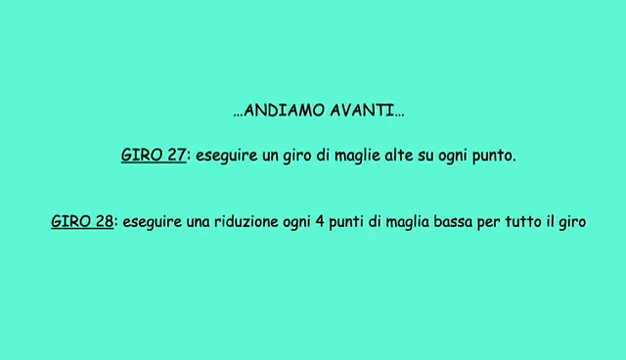 ...ANDIAMO AVANTI...
GIRO 27: eseguire un giro di maglie alte su ogni punto.
GIRO 28: eseguire una riduzione ogni 4 punti di maglia bassa per tutto il giro